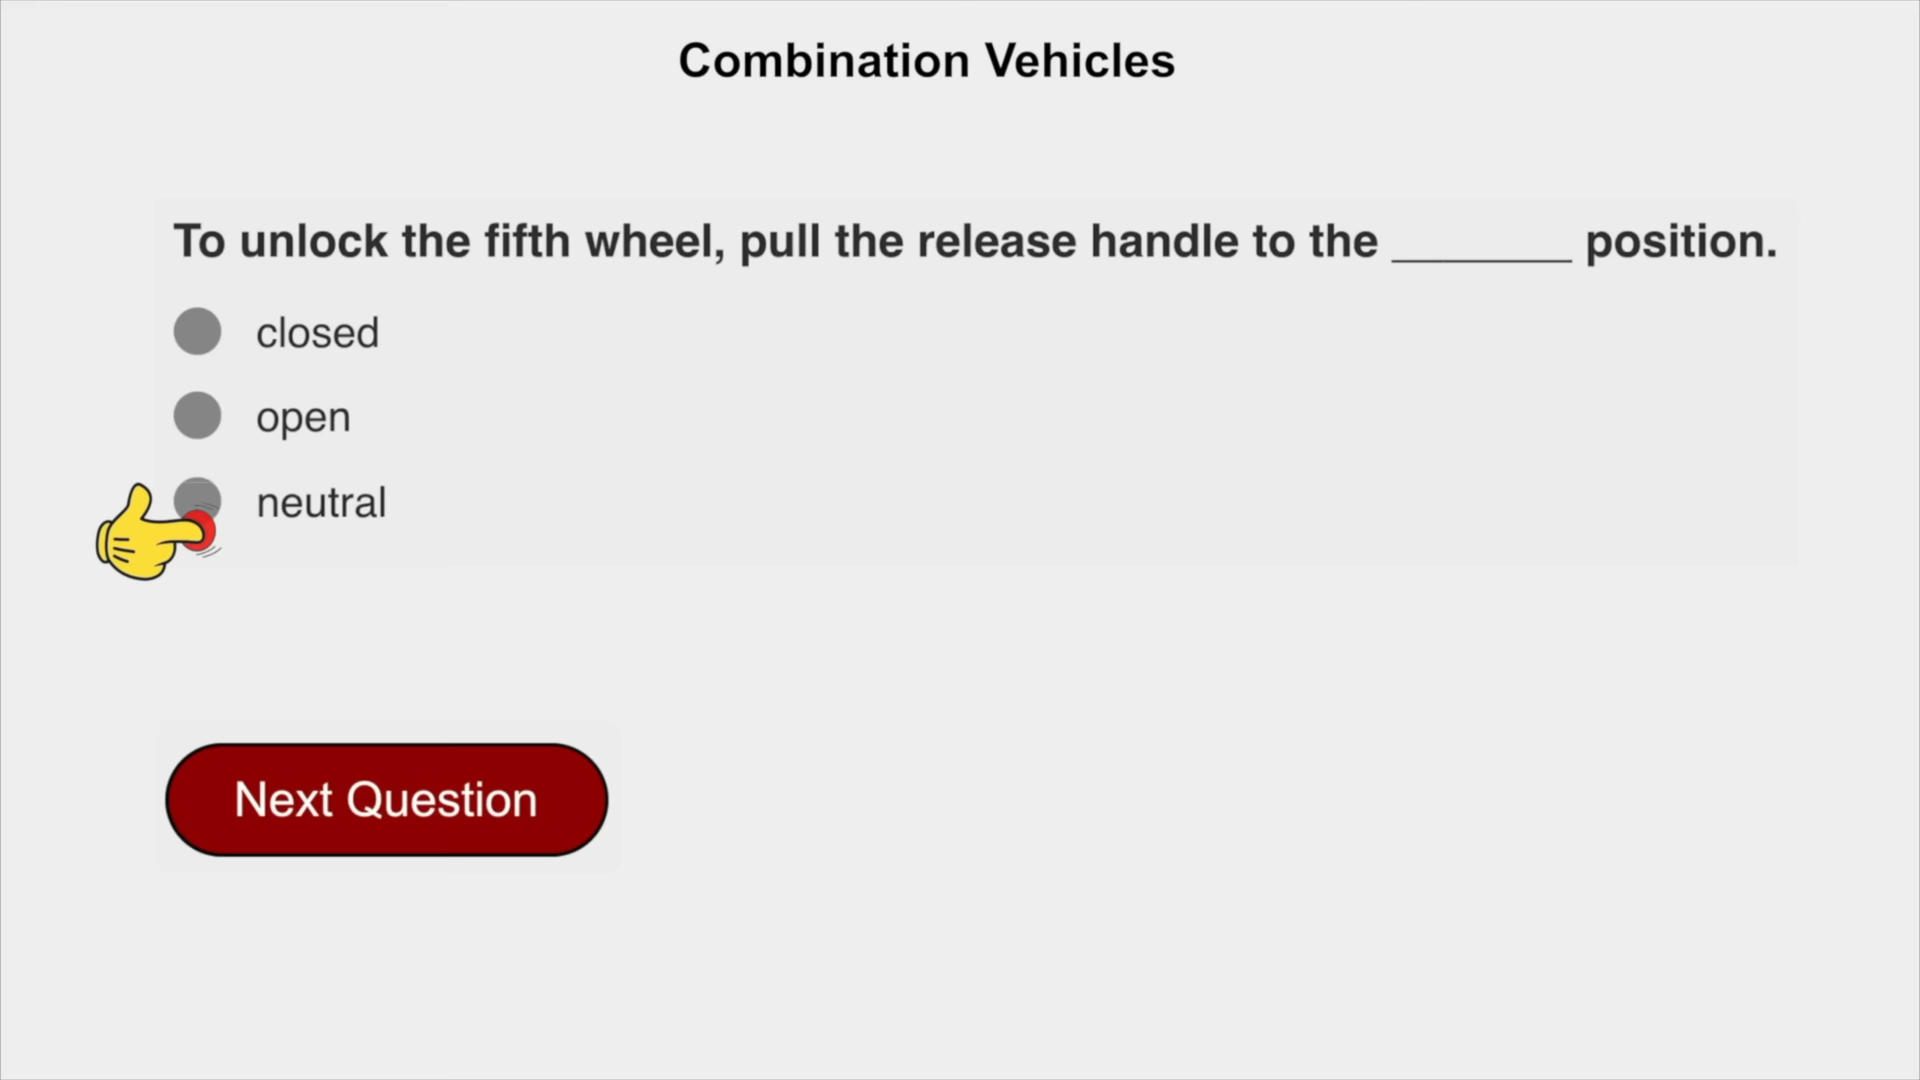 Combination Vehicles
To unlock the fifth wheel, pull the release handle to the ________ position.
closed
open
neutral
Next Question